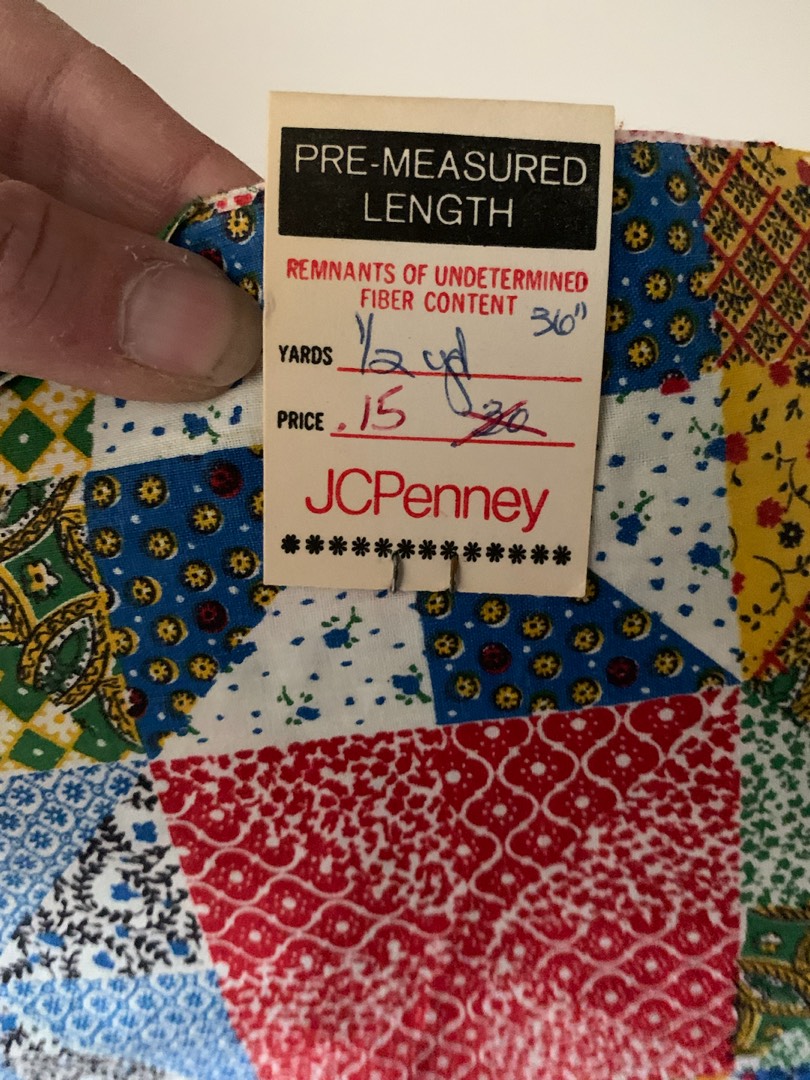 PRE-MEASURED
LENGTH
REMNANTS OF UNDETERMINED
FIBER CONTENT
36"
YARDS 1/2 yd
PRICE .15 30
JCPenney
*************